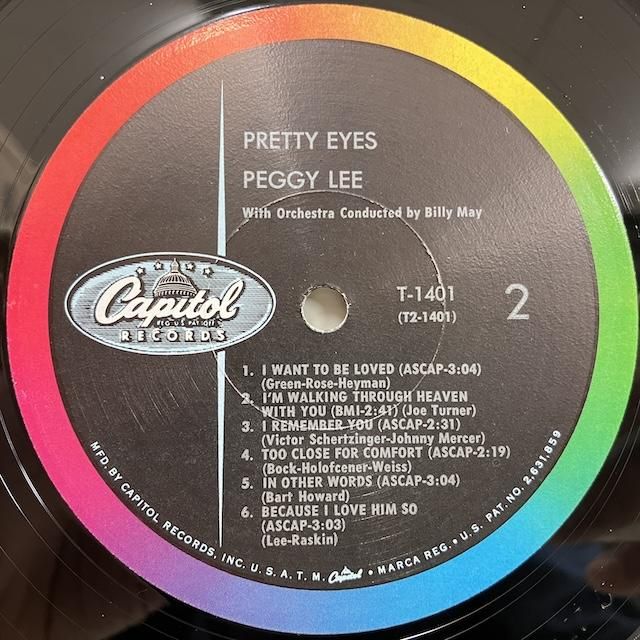 PRETTY EYES
PEGGY LEE
With Orchestra Conducted by Billy May
Capitol
REG. U.S. PAT. OFF.
RECORDS
T-1401
(T2-1401)
2
1. I WANT TO BE LOVED (ASCAP-3:04)
(Green-Rose-Heyman)
2. I'M WALKING THROUGH HEAVEN
WITH YOU (BMI-2:41) (Joe Turner)
3. I REMEMBER YOU (ASCAP-2:31)
(Victor Schertzinger-Johnny Mercer)
4. TOO CLOSE FOR COMFORT (ASCAP-2:19)
(Bock-Holofcener-Weiss)
5. IN OTHER WORDS (ASCAP-3:04)
(Bart Howard)
6. BECAUSE I LOVE HIM SO
(ASCAP-3:03)
(Lee-Raskin)
MFD. BY CAPITOL RECORDS, INC. U.S.A. T.M. Capitol • MARCA REG. • U.S. PAT. NO. 2,631,859